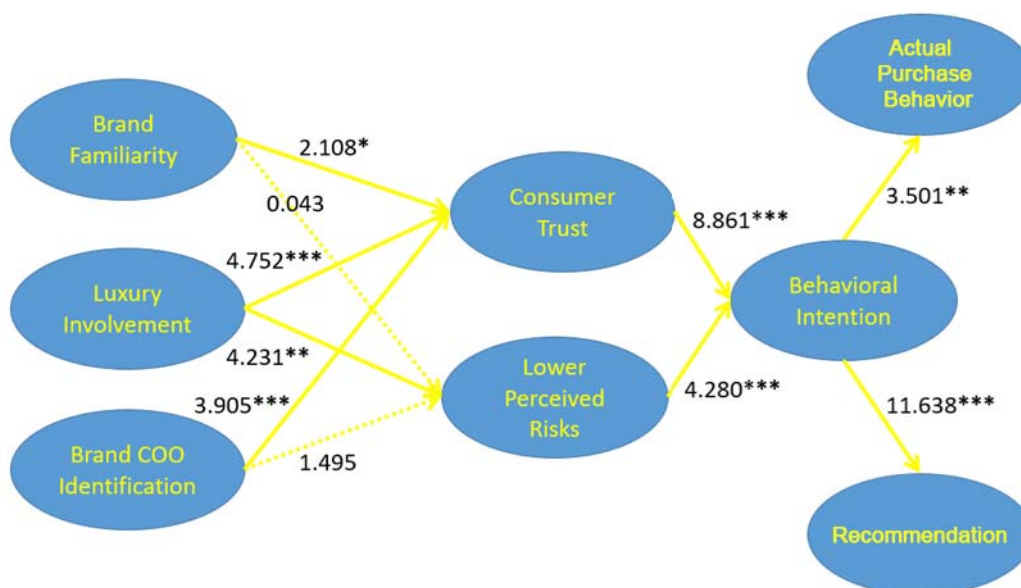 Actual
Purchase
Behavior
Brand
Familiarity
2.108*
0.043
Consumer
Trust
8.861***
3.501**
4.752***
Luxury
Involvement
Behavioral
Intention
4.231**
Lower
Perceived
Risks
4.280***
3.905***
11.638***
Brand COO
Identification
1.495
Recommendation